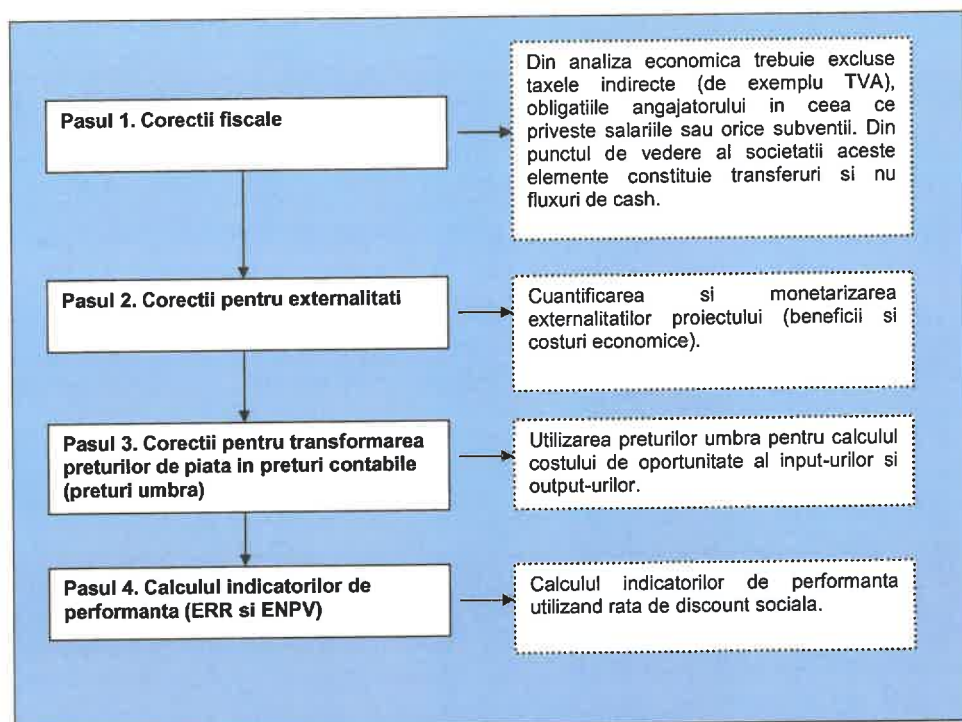 Pasul 1. Corectii fiscale
Din analiza economica trebuie excluse
taxele indirecte (de exemplu TVA),
obligatiile angajatorului in ceea ce
priveste salariile sau orice subventii. Din
punctul de vedere al societatii aceste
elemente constituie transferuri si nu
fluxuri de cash.
Pasul 2. Corectii pentru externalitati
Cuantificarea si monetarizarea
externalitatilor proiectului (beneficii si
costuri economice).
Pasul 3. Corectii pentru transformarea
preturilor de piata in preturi contabile
(preturi umbra)
Utilizarea preturilor umbra pentru calculul
costului de oportunitate al input-urilor si
output-urilor.
Pasul 4. Calculul indicatorilor de
performanta (ERR si ENPV)
Calculul indicatorilor de performanta
utilizand rata de discount sociala.